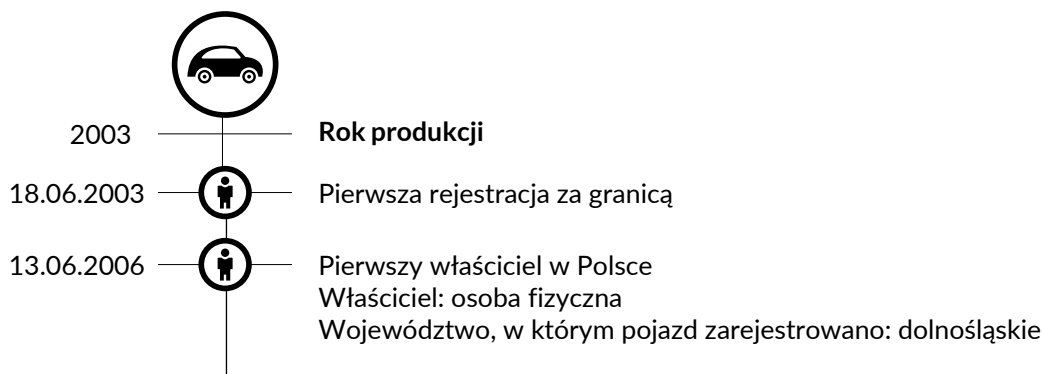 2003 Rok produkcji
18.06.2003 Pierwsza rejestracja za granicą
13.06.2006 Pierwszy właściciel w Polsce
Właściciel: osoba fizyczna
Województwo, w którym pojazd zarejestrowano: dolnośląskie